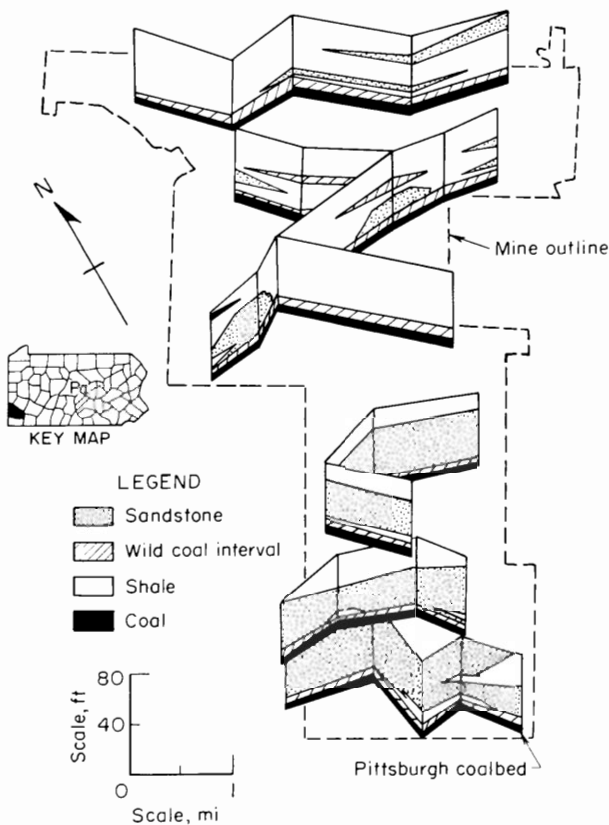 N
Mine outline
Pa
KEY MAP
LEGEND
Sandstone
Wild coal interval
Shale
Coal
80
40
0
1
Scale, ft
Scale, mi
Pittsburgh coalbed